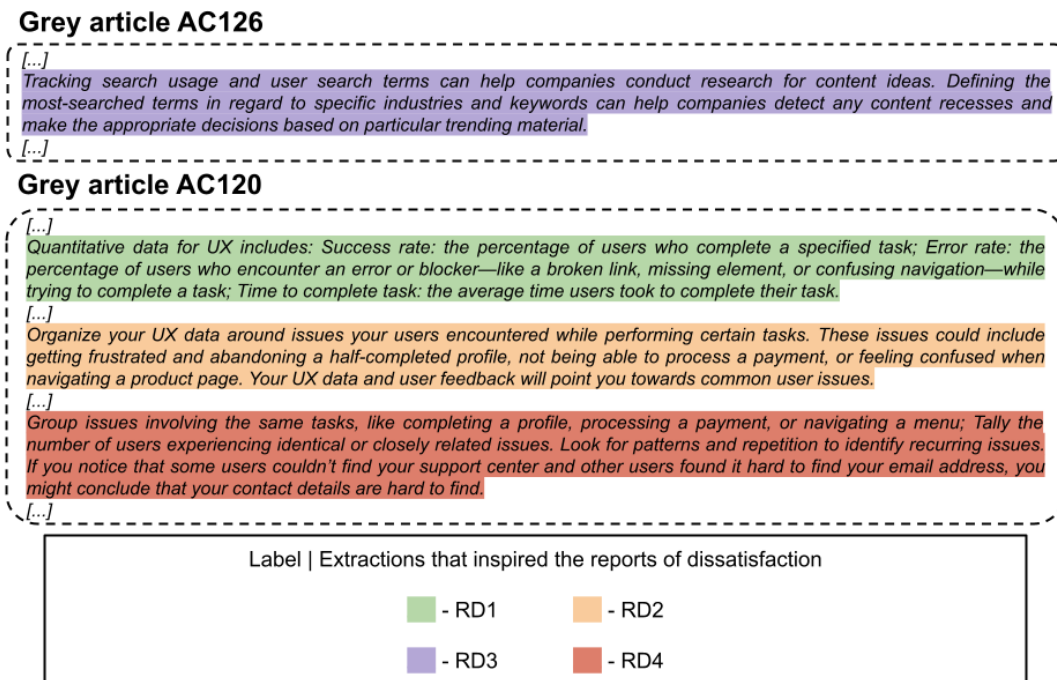 Grey article AC126
[...]
Tracking search usage and user search terms can help companies conduct research for content ideas. Defining the
most-searched terms in regard to specific industries and keywords can help companies detect any content recesses and
make the appropriate decisions based on particular trending material.
[...]
Grey article AC120
[...]
Quantitative data for UX includes: Success rate: the percentage of users who complete a specified task; Error rate: the
percentage of users who encounter an error or blocker—like a broken link, missing element, or confusing navigation—while
trying to complete a task; Time to complete task: the average time users took to complete their task.
[...]
Organize your UX data around issues your users encountered while performing certain tasks. These issues could include
getting frustrated and abandoning a half-completed profile, not being able to process a payment, or feeling confused when
navigating a product page. Your UX data and user feedback will point you towards common user issues.
[...]
Group issues involving the same tasks, like completing a profile, processing a payment, or navigating a menu; Tally the
number of users experiencing identical or closely related issues. Look for patterns and repetition to identify recurring issues.
If you notice that some users couldn't find your support center and other users found it hard to find your email address, you
might conclude that your contact details are hard to find.
[...]
Label | Extractions that inspired the reports of dissatisfaction
- RD1 - RD2
- RD3 - RD4